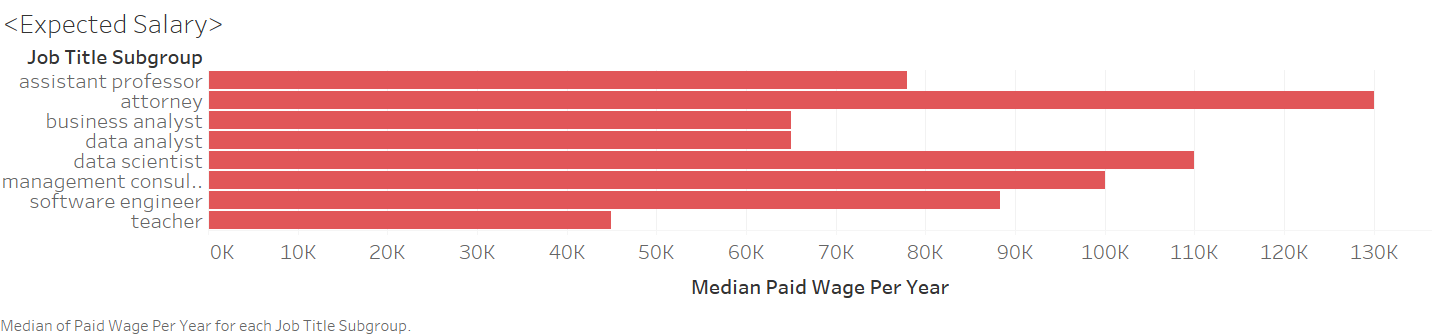 <Expected Salary>
Job Title Subgroup
assistant professor
attorney
business analyst
data analyst
data scientist
management consul..
software engineer
teacher
0K 10K 20K 30K 40K 50K 60K 70K 80K 90K 100K 110K 120K 130K
Median Paid Wage Per Year
Median of Paid Wage Per Year for each Job Title Subgroup.